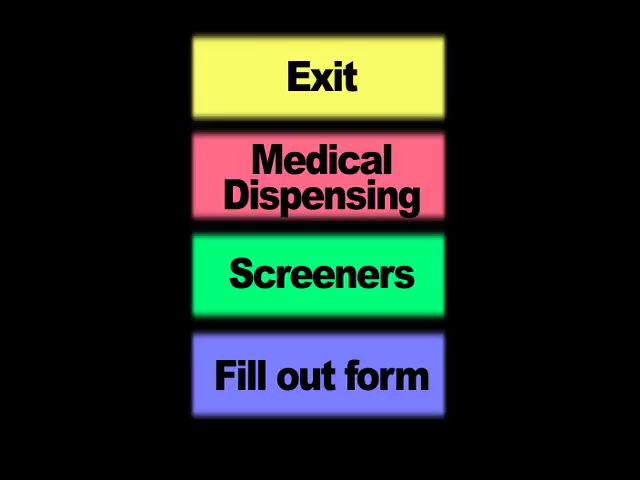 Exit
Medical
Dispensing
Screeners
Fill out form